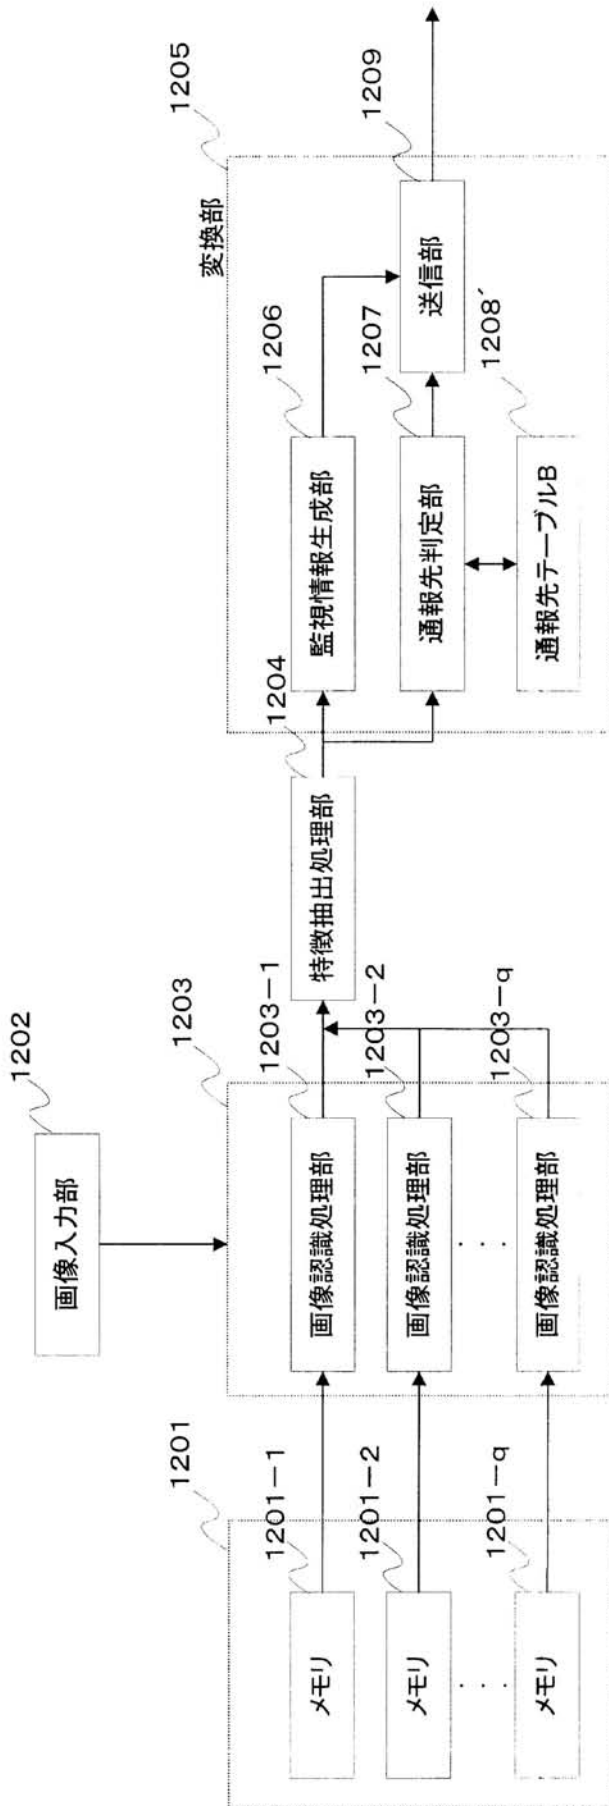 1202
画像入力部
1201
1201-1
メモリ
1201-2
メモリ
・・・
1201-q
メモリ
1203
1203-1
画像認識処理部
1203-2
画像認識処理部
・・・
1203-q
画像認識処理部
1204
特徴抽出処理部
1205
変換部
1206
監視情報生成部
1207
通報先判定部
1208´
通報先テーブルB
1209
送信部